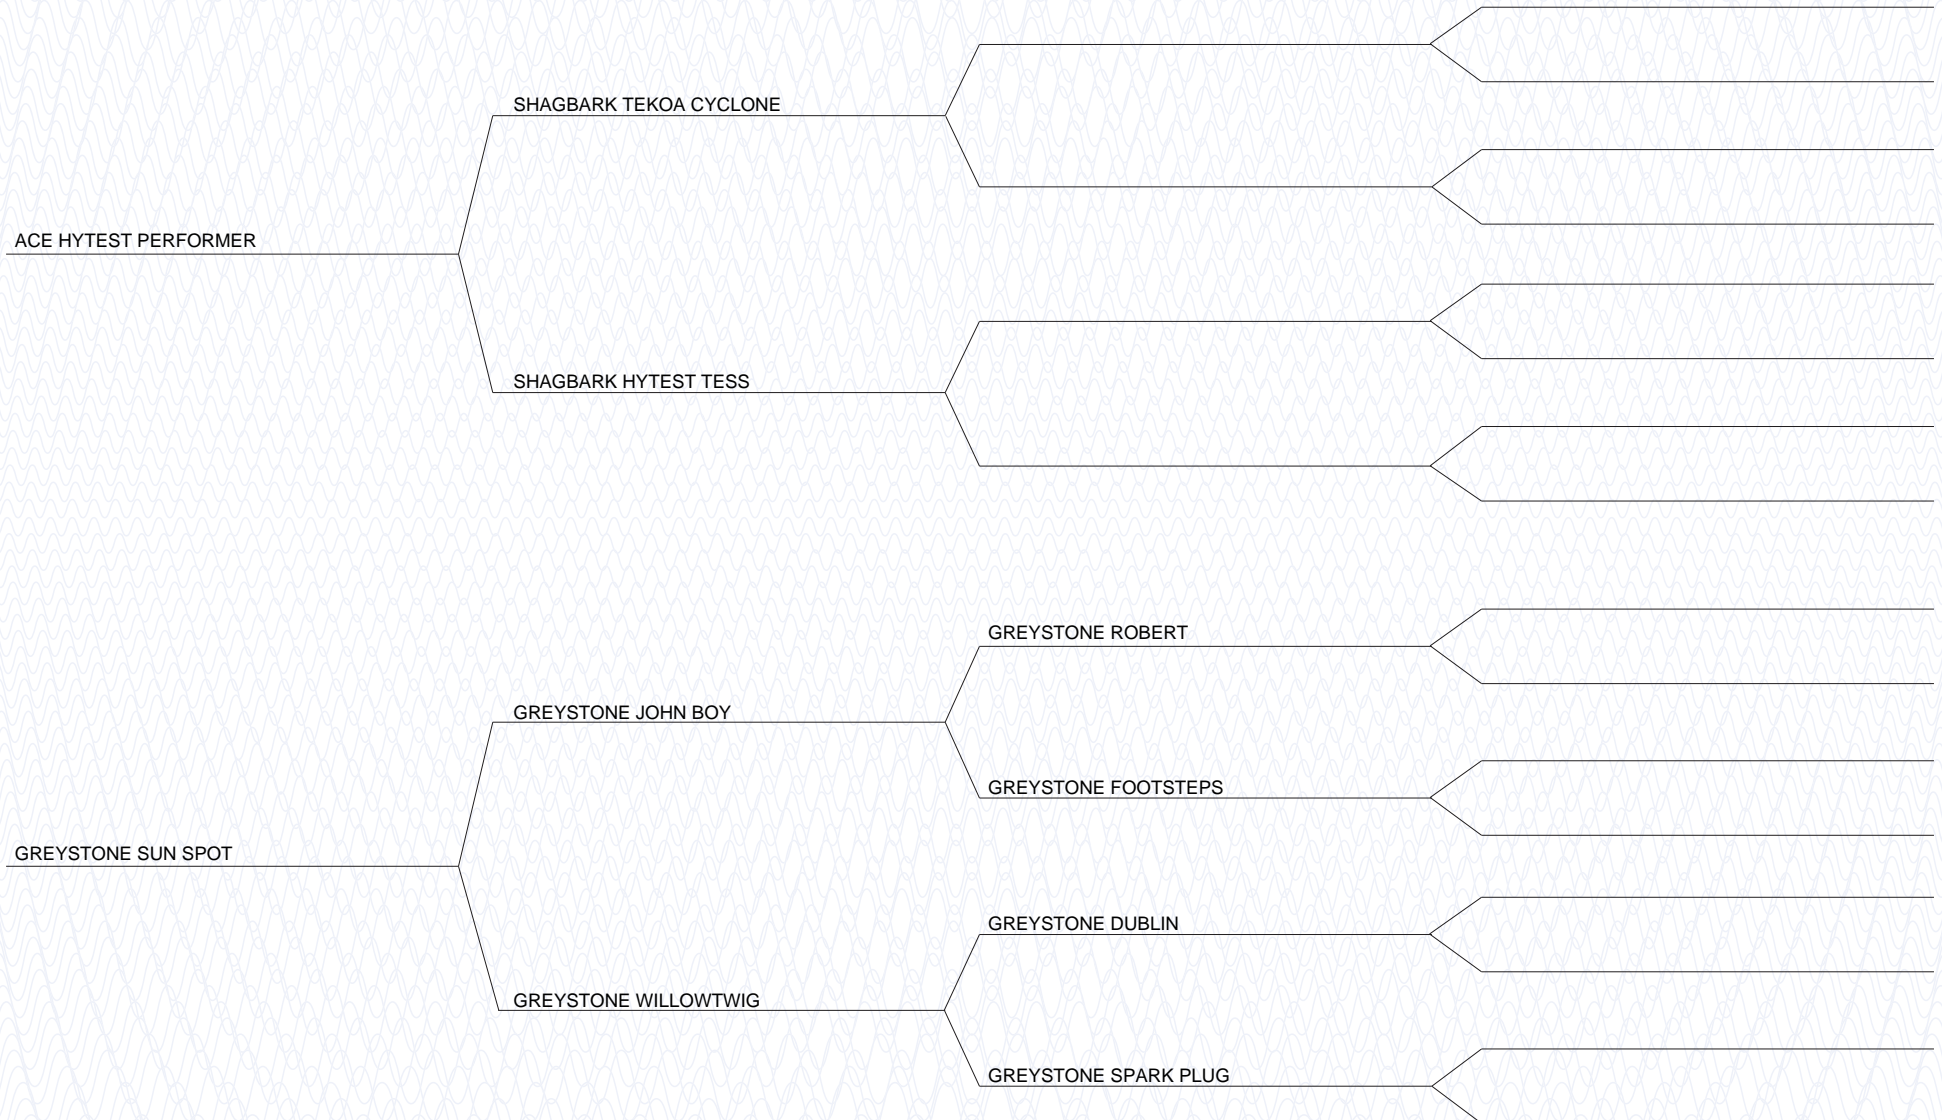 SHAGBARK TEKOA CYCLONE
ACE HYTEST PERFORMER
SHAGBARK HYTEST TESS
GREYSTONE ROBERT
GREYSTONE JOHN BOY
GREYSTONE FOOTSTEPS
GREYSTONE SUN SPOT
GREYSTONE DUBLIN
GREYSTONE WILLOWTWIG
GREYSTONE SPARK PLUG